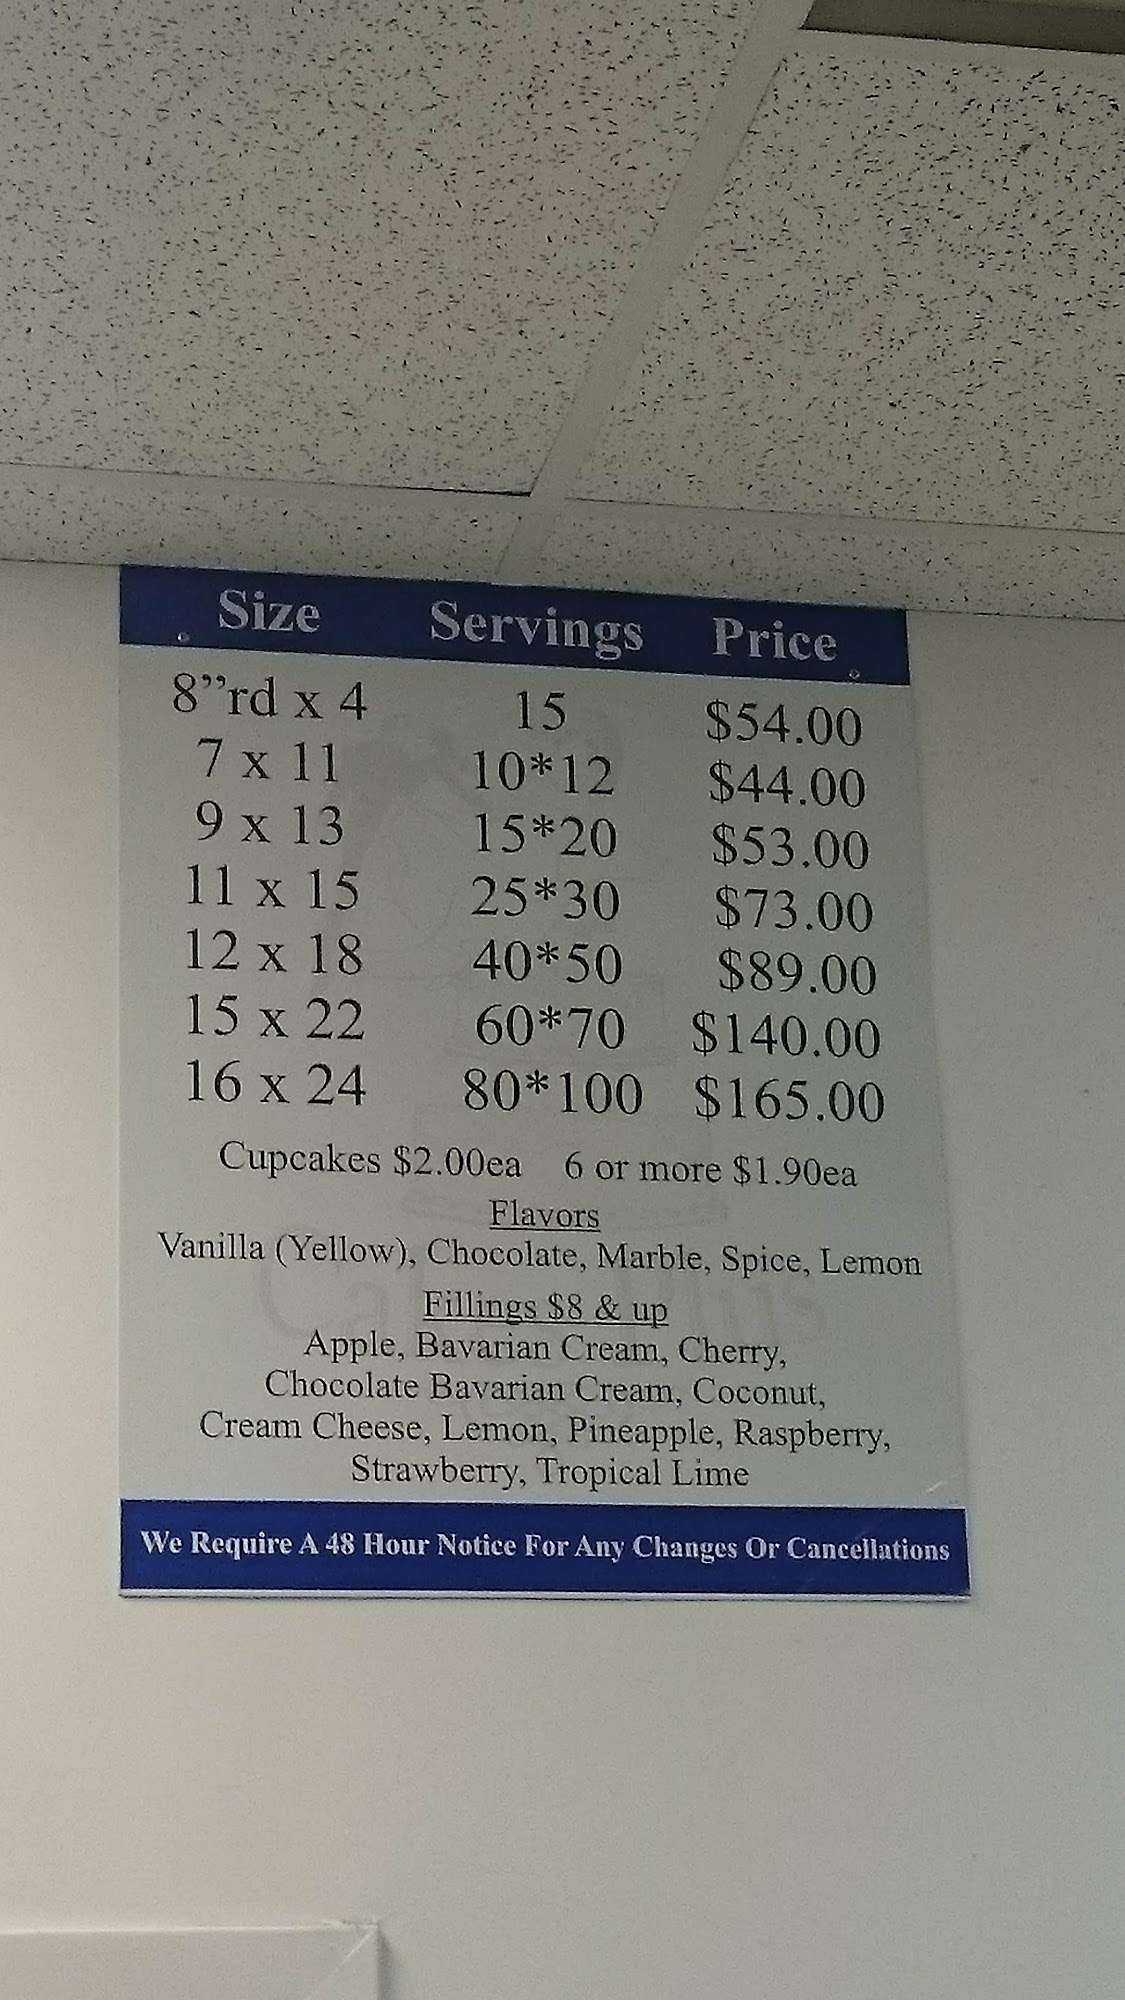 Size Servings Price
8”rd x 4 15 $54.00
7 x 11 10*12 $44.00
9 x 13 15*20 $53.00
11 x 15 25*30 $73.00
12 x 18 40*50 $89.00
15 x 22 60*70 $140.00
16 x 24 80*100 $165.00
Cupcakes $2.00ea 6 or more $1.90ea
Flavors
Vanilla (Yellow), Chocolate, Marble, Spice, Lemon
Fillings $8 & up
Apple, Bavarian Cream, Cherry,
Chocolate Bavarian Cream, Coconut,
Cream Cheese, Lemon, Pineapple, Raspberry,
Strawberry, Tropical Lime
We Require A 48 Hour Notice For Any Changes Or Cancellations